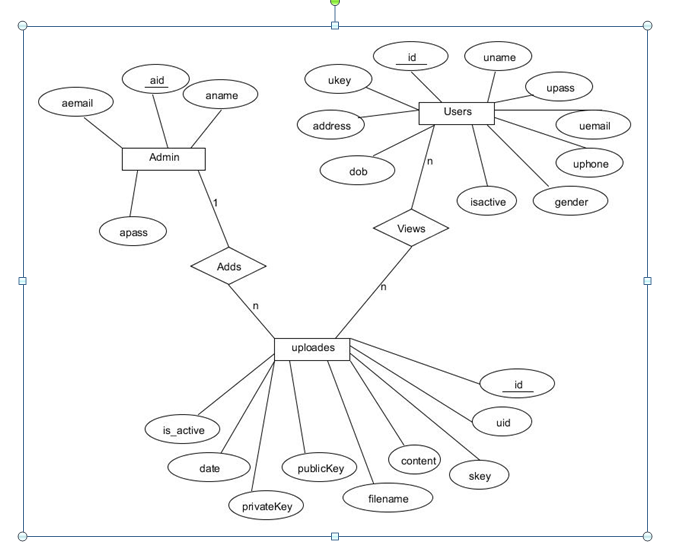 id
uname
aid
ukey
upass
aname
aemail
Users
address
uemail
Admin
uphone
n
dob
isactive
gender
1
apass
Views
Adds
n
n
uploades
id
uid
is_active
content
date
publicKey
skey
filename
privateKey